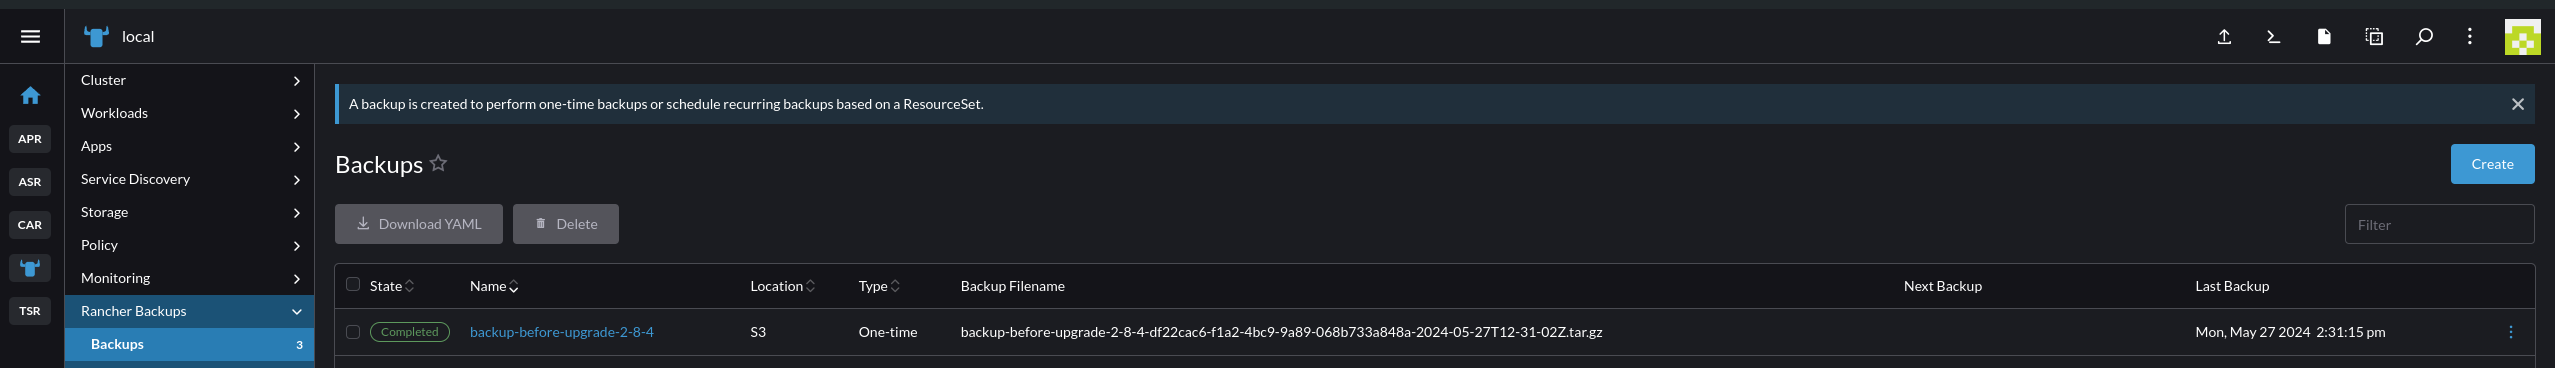 local
APR
ASR
CAR
TSR
Cluster
Workloads
Apps
Service Discovery
Storage
Policy
Monitoring
Rancher Backups
Backups 3
A backup is created to perform one-time backups or schedule recurring backups based on a ResourceSet.
Backups
Create
Download YAML Delete
Filter
State Name Location Type Backup Filename Next Backup Last Backup
Completed backup-before-upgrade-2-8-4 S3 One-time backup-before-upgrade-2-8-4-df22cac6-f1a2-4bc9-9a89-068b733a848a-2024-05-27T12-31-02Z.tar.gz Mon, May 27 2024 2:31:15 pm